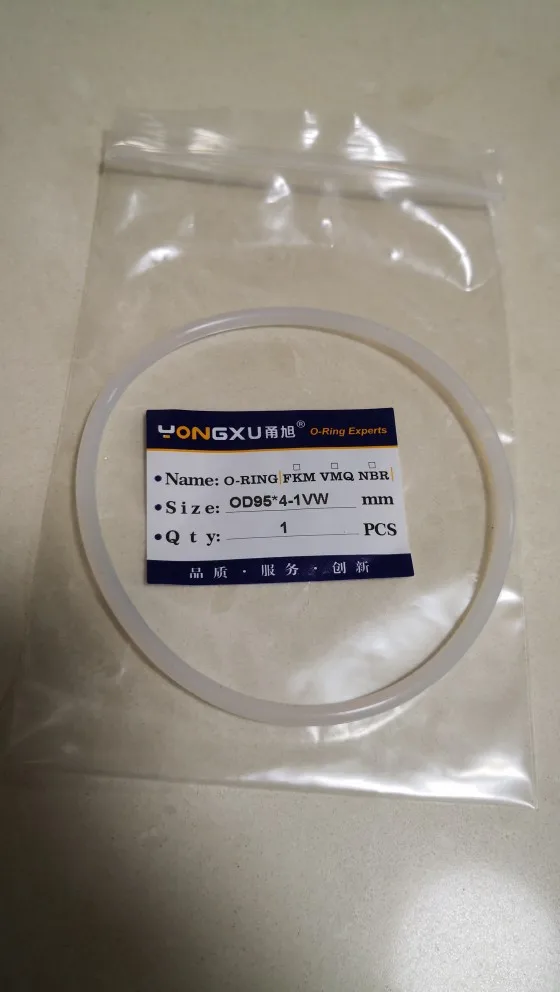 YONGXU甬旭® O-Ring Experts
• Name: O-RING FKM □ VMQ □ NBR □
• Size: OD95*4-1VW mm
• Qty: 1 PCS
品质・服务・创新